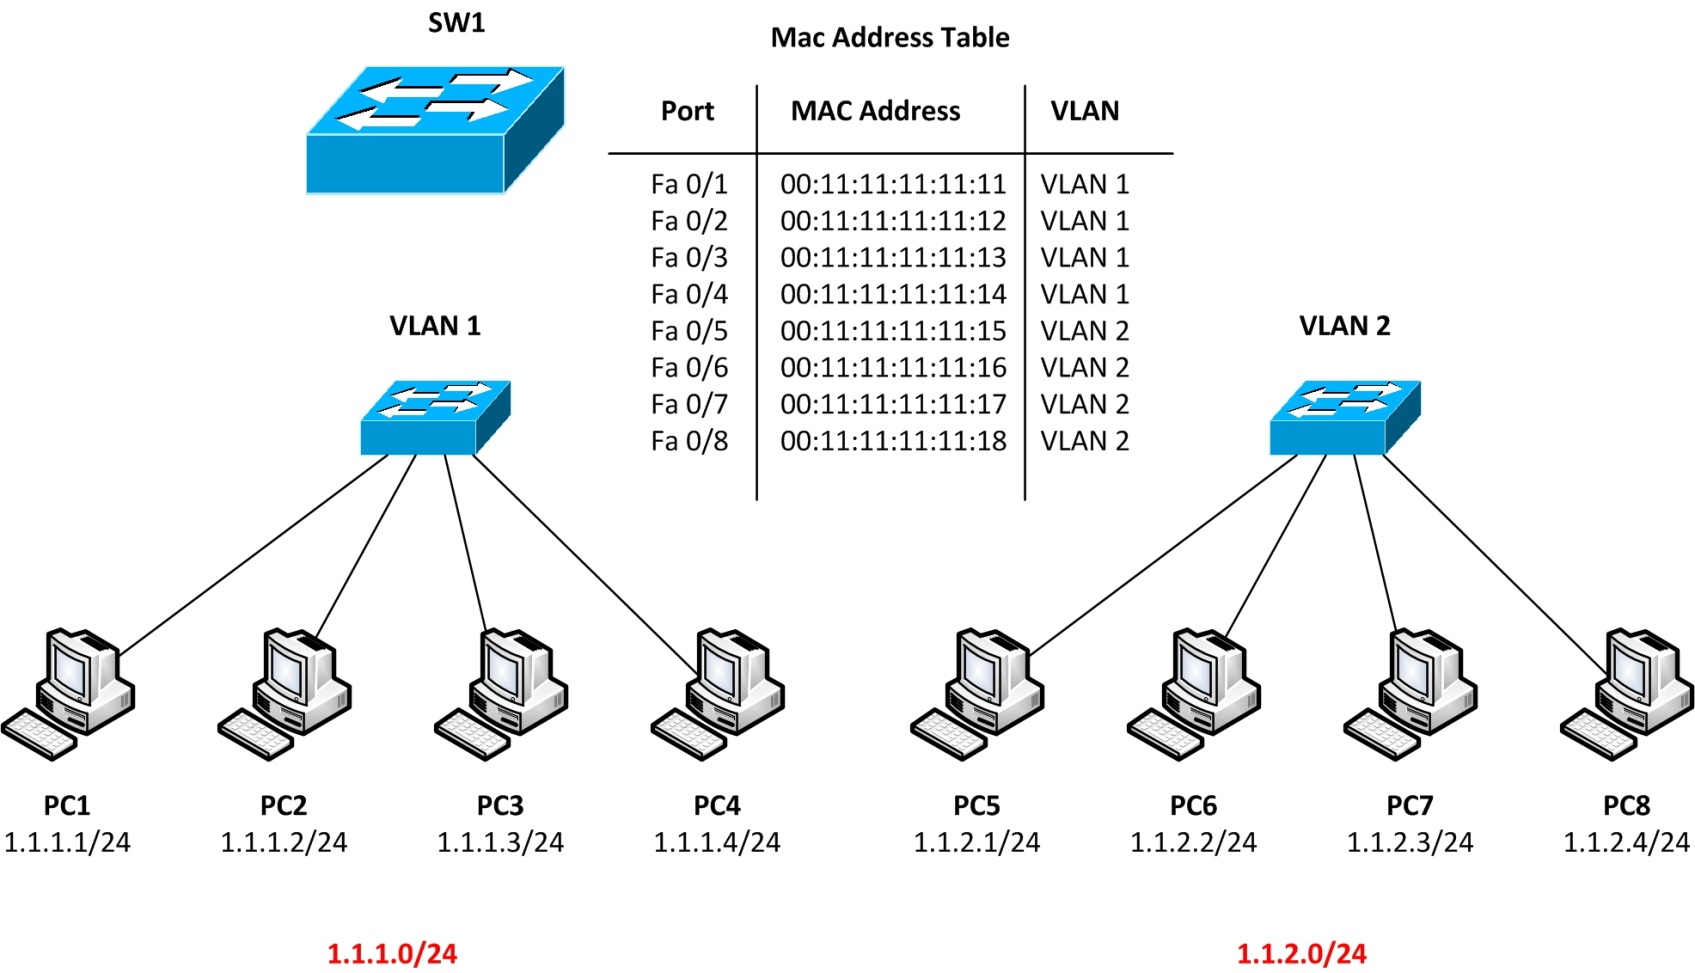 SW1
Mac Address Table
Port MAC Address VLAN
Fa 0/1 00:11:11:11:11:11 VLAN 1
Fa 0/2 00:11:11:11:11:12 VLAN 1
Fa 0/3 00:11:11:11:11:13 VLAN 1
Fa 0/4 00:11:11:11:11:14 VLAN 1
Fa 0/5 00:11:11:11:11:15 VLAN 2
Fa 0/6 00:11:11:11:11:16 VLAN 2
Fa 0/7 00:11:11:11:11:17 VLAN 2
Fa 0/8 00:11:11:11:11:18 VLAN 2
VLAN 1
VLAN 2
PC1 PC2 PC3 PC4 PC5 PC6 PC7 PC8
1.1.1.1/24 1.1.1.2/24 1.1.1.3/24 1.1.1.4/24 1.1.2.1/24 1.1.2.2/24 1.1.2.3/24 1.1.2.4/24
1.1.1.0/24 1.1.2.0/24